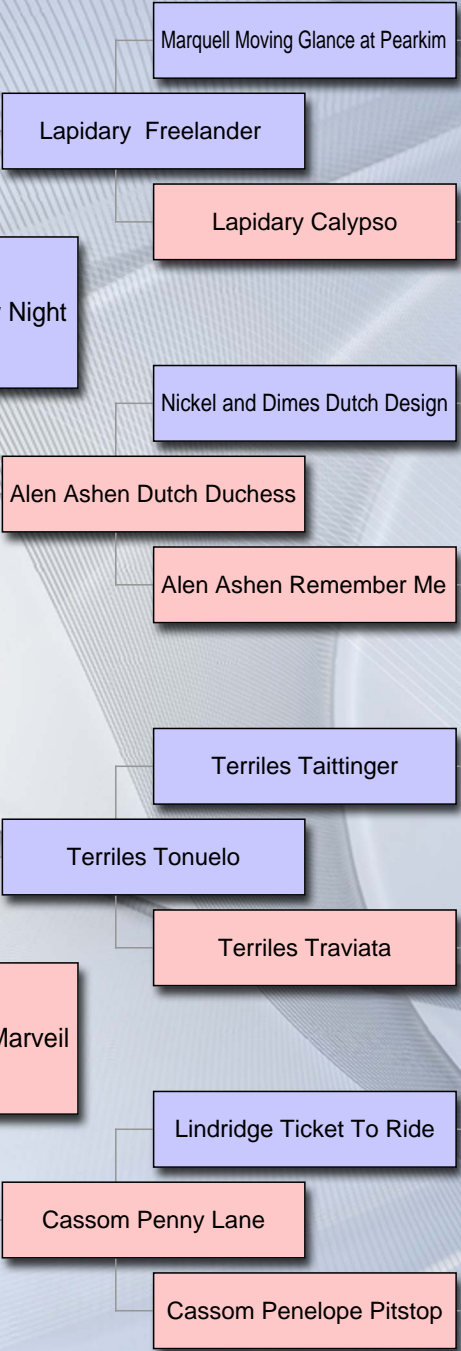 Marquell Moving Glance at Pearkim
Lapidary Freelander
Lapidary Calypso
Night
Nickel and Dimes Dutch Design
Alen Ashen Dutch Duchess
Alen Ashen Remember Me
Terriles Taittinger
Terriles Tonuelo
Terriles Traviata
Marveil
Lindridge Ticket To Ride
Cassom Penny Lane
Cassom Penelope Pitstop